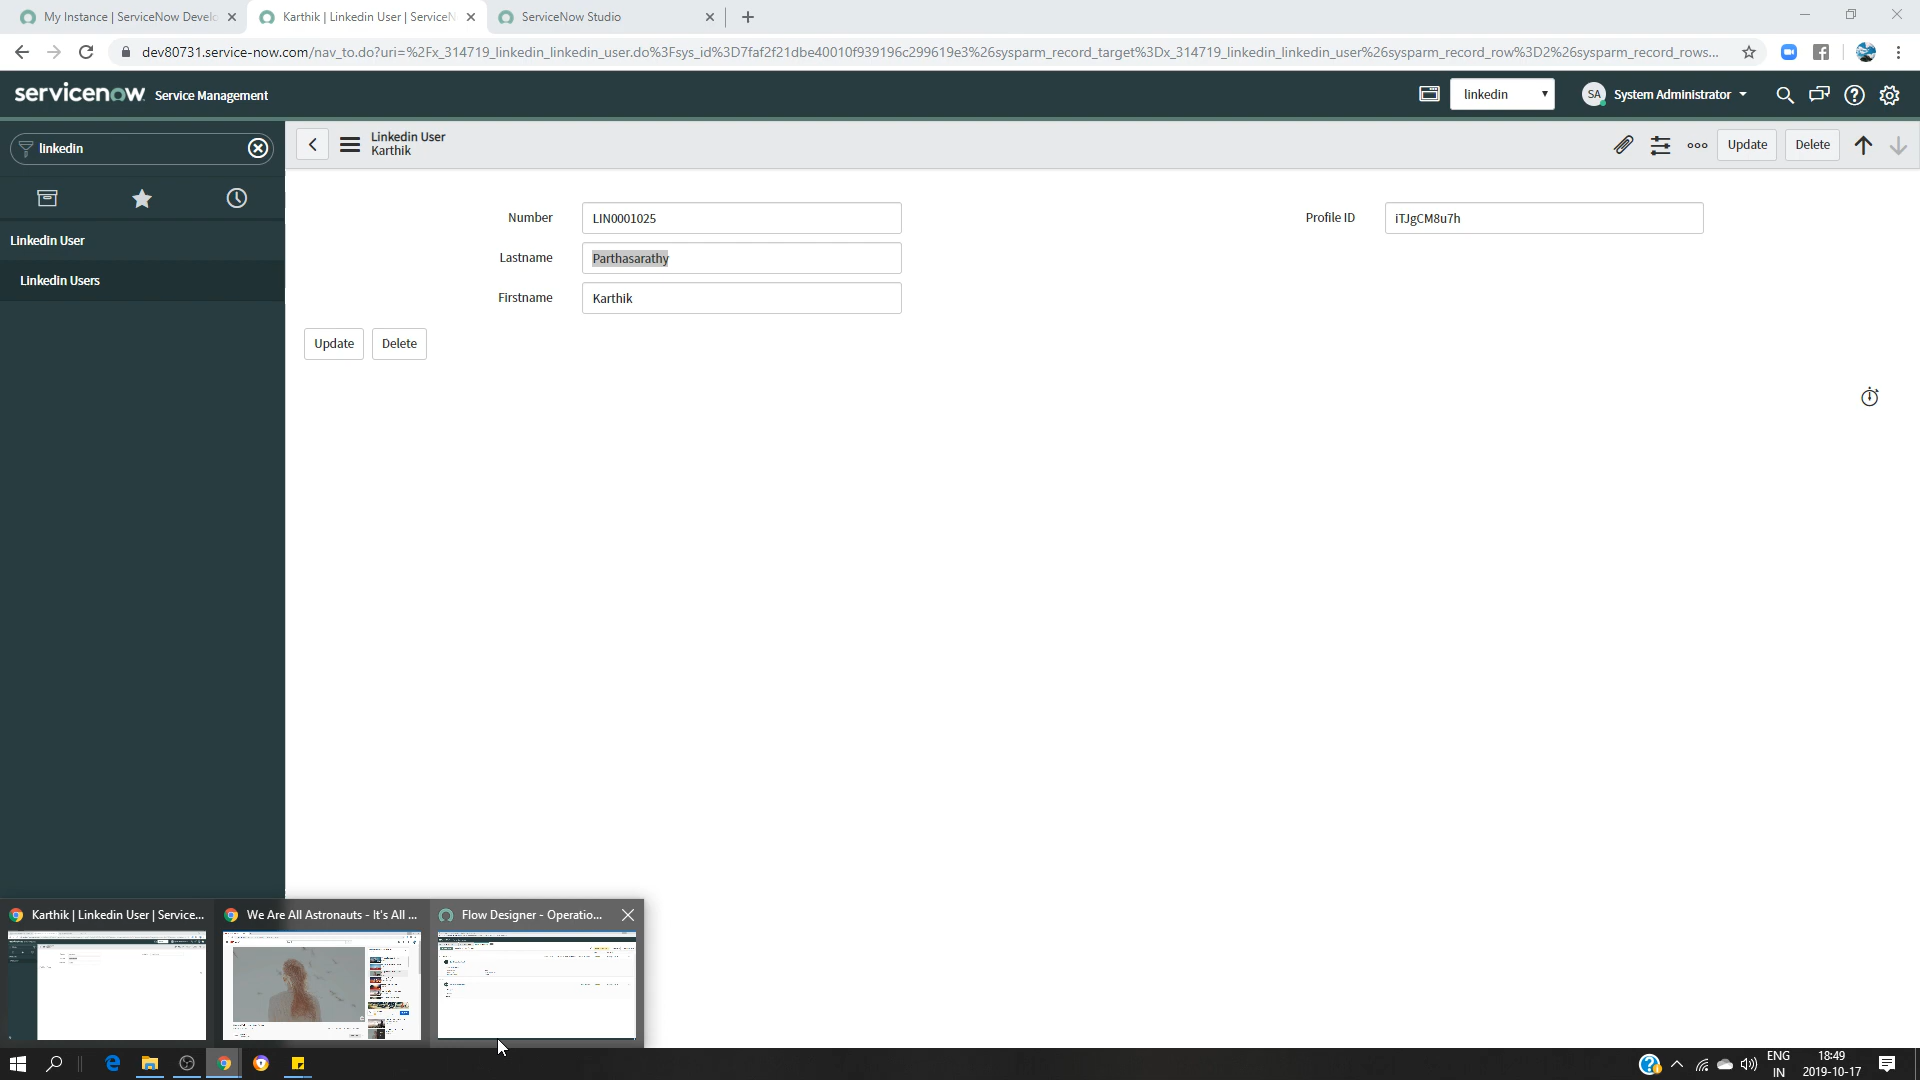 My Instance | ServiceNow Develo
Karthik | Linkedin User | ServiceN
ServiceNow Studio
dev80731.service-now.com/nav_to.do?uri=%2Fx_314719_linkedin_linkedin_user.do%3Fsys_id%3D7faf2f21dbe40010f939196c299619e3%26sysparm_record_target%3Dx_314719_linkedin_linkedin_user%26sysparm_record_row%3D2%26sysparm_record_rows...
servicenow Service Management
linkedin
SA System Administrator
linkedin
Linkedin User
Karthik
Update
Delete
Linkedin User
Linkedin Users
Number
LIN0001025
Profile ID
iTJgCM8u7h
Lastname
Parthasarathy
Firstname
Karthik
Update
Delete
Karthik | Linkedin User | Service...
We Are All Astronauts - It's All ...
Flow Designer - Operatio...
ENG
IN
18:49
2019-10-17